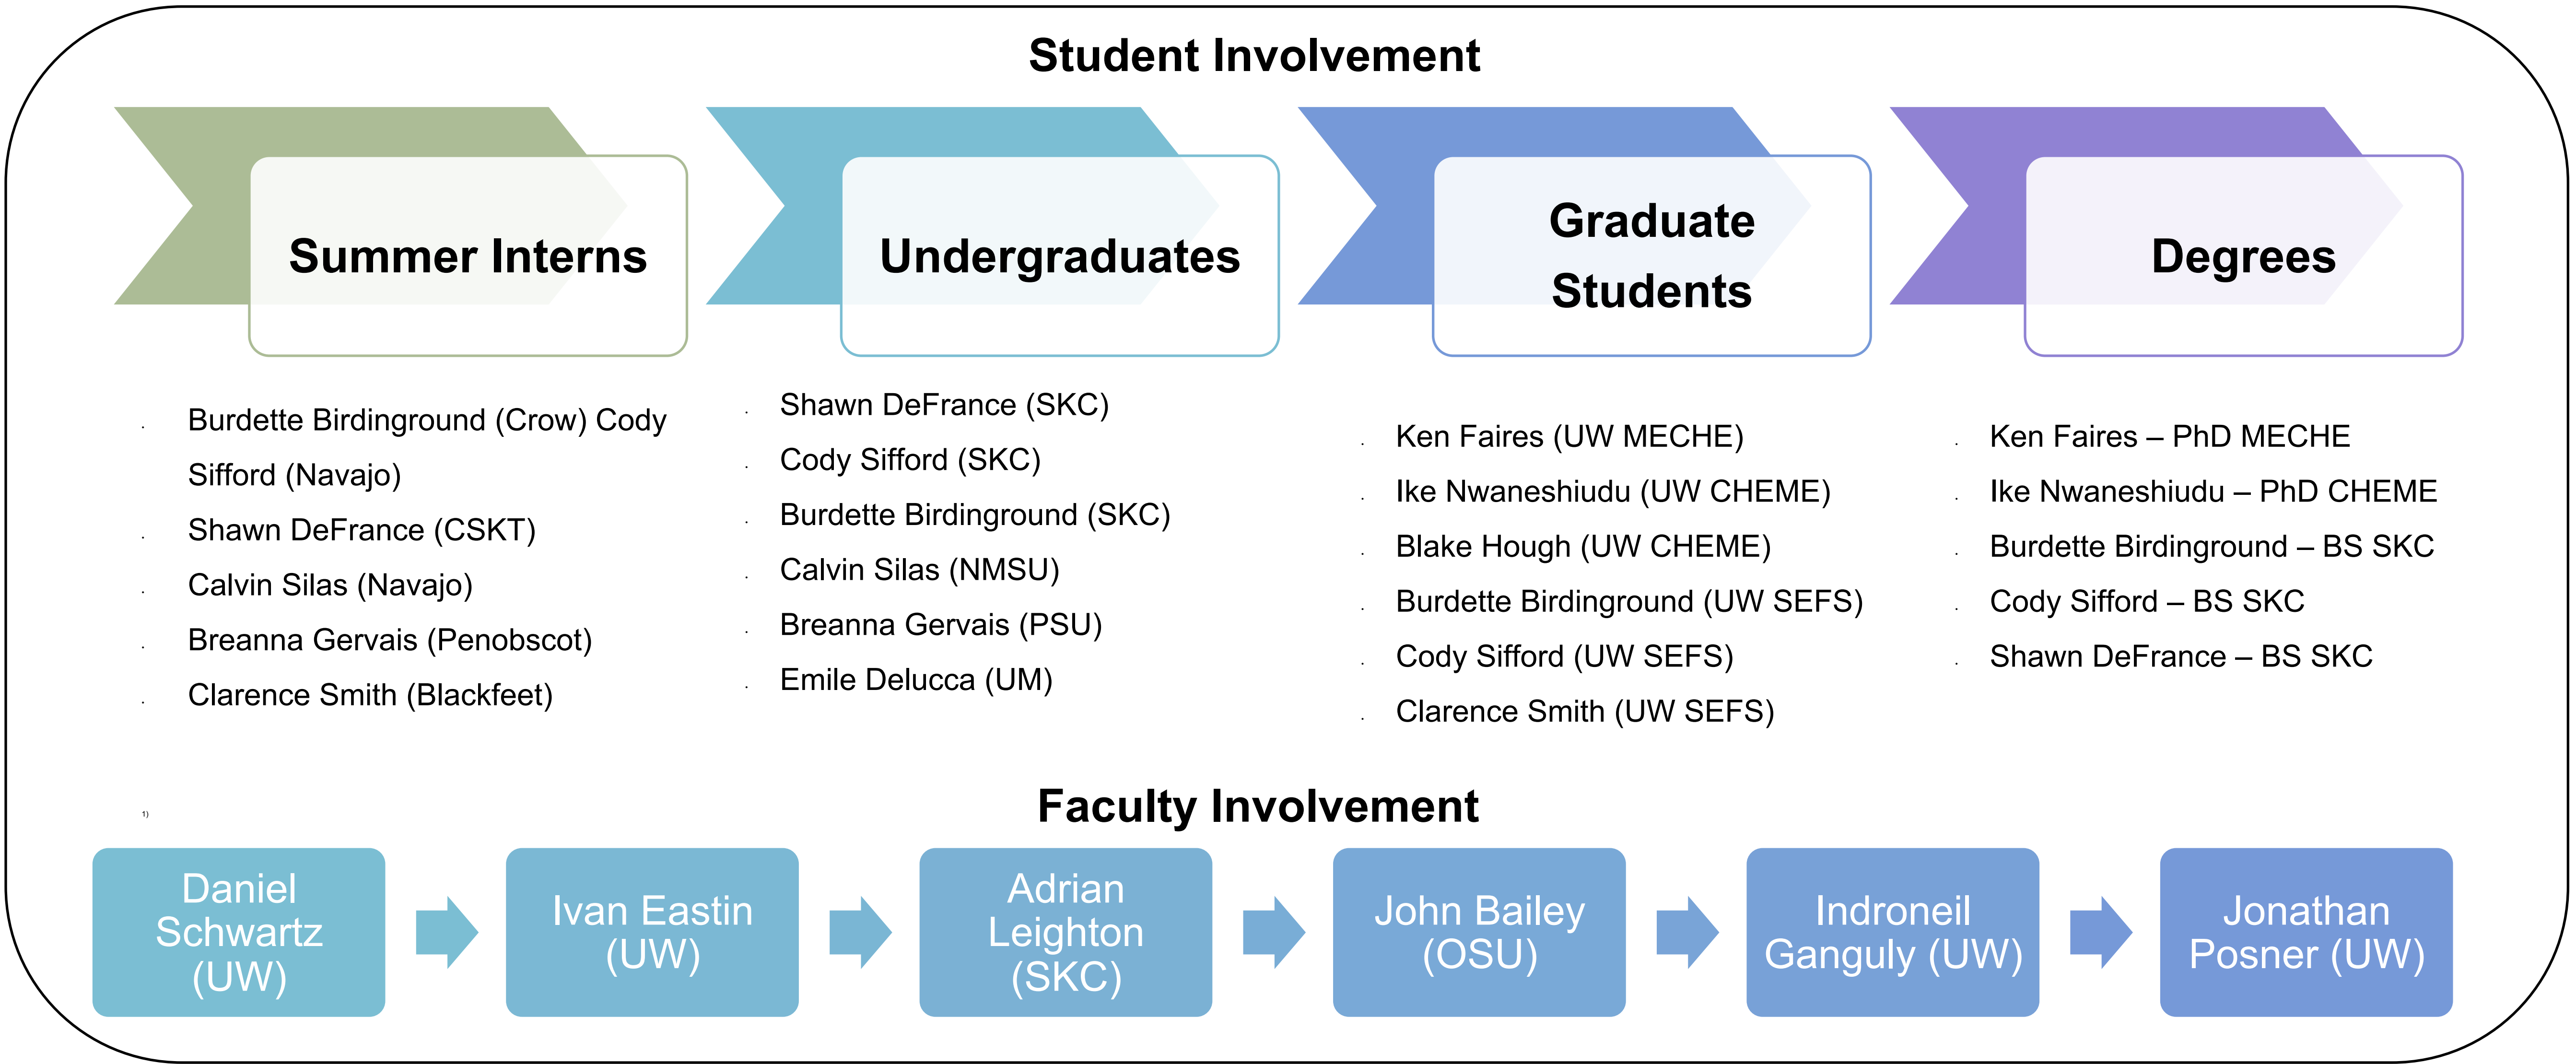 Student Involvement
Summer Interns
Undergraduates
Graduate
Students
Degrees
Burdette Birdinground (Crow) Cody
Sifford (Navajo)
Shawn DeFrance (CSKT)
Calvin Silas (Navajo)
Breanna Gervais (Penobscot)
Clarence Smith (Blackfeet)
Shawn DeFrance (SKC)
Cody Sifford (SKC)
Burdette Birdinground (SKC)
Calvin Silas (NMSU)
Breanna Gervais (PSU)
Emile Delucca (UM)
Ken Faires (UW MECHE)
Ike Nwaneshiudu (UW CHEME)
Blake Hough (UW CHEME)
Burdette Birdinground (UW SEFS)
Cody Sifford (UW SEFS)
Clarence Smith (UW SEFS)
Ken Faires – PhD MECHE
Ike Nwaneshiudu – PhD CHEME
Burdette Birdinground – BS SKC
Cody Sifford – BS SKC
Shawn DeFrance – BS SKC
1)
Faculty Involvement
Daniel
Schwartz
(UW)
Ivan Eastin
(UW)
Adrian
Leighton
(SKC)
John Bailey
(OSU)
Indroneil
Ganguly (UW)
Jonathan
Posner (UW)